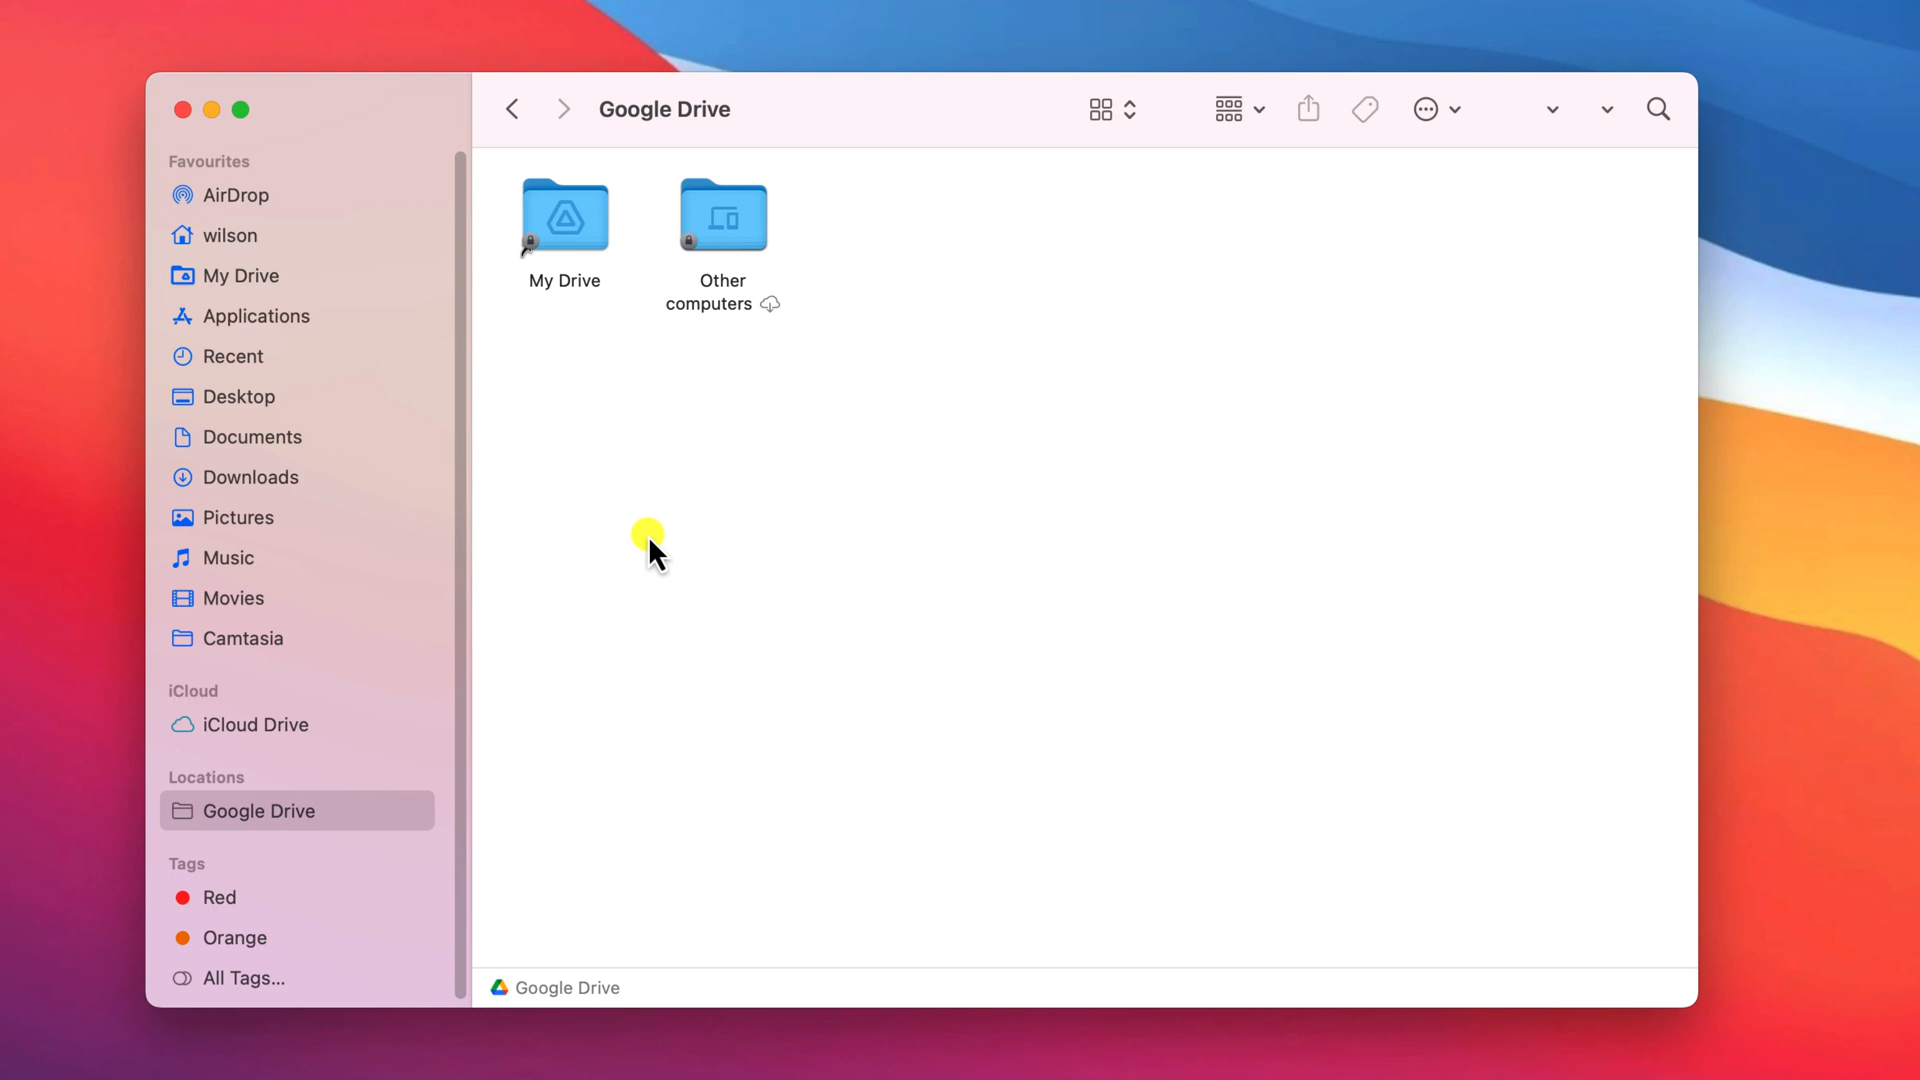 Favourites
AirDrop
wilson
My Drive
Applications
Recent
Desktop
Documents
Downloads
Pictures
Music
Movies
Camtasia
iCloud
iCloud Drive
Locations
Google Drive
Tags
Red
Orange
All Tags...
Google Drive
My Drive
Other
computers
Google Drive